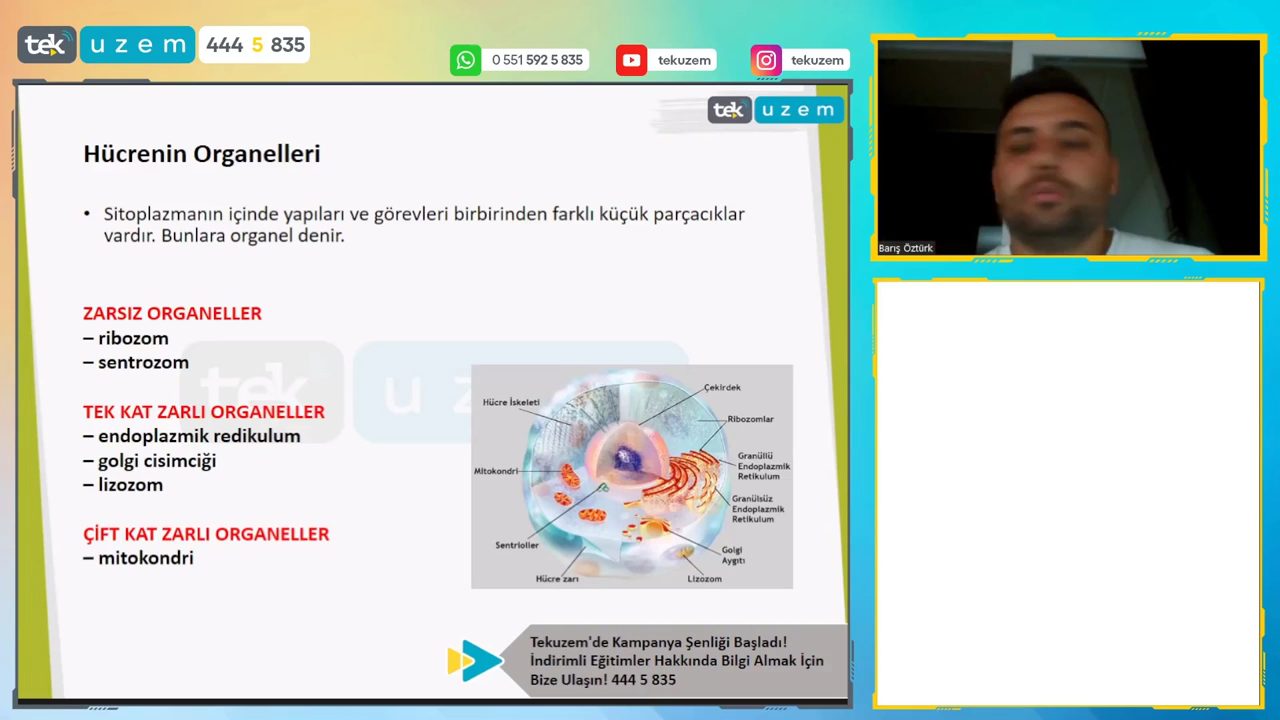 tek uzem 444 5 835
0 551 592 5 835
tekuzem
tekuzem
tek uzem
Hücrenin Organelleri
• Sitoplazmanın içinde yapıları ve görevleri birbirinden farklı küçük parçacıklar
vardır. Bunlara organel denir.
ZARSIZ ORGANELLER
– ribozom
– sentrozom
TEK KAT ZARLI ORGANELLER
– endoplazmik redikulum
– golgi cisimciği
– lizozom
ÇİFT KAT ZARLI ORGANELLER
– mitokondri
Çekirdek
Hücre İskeleti
Ribozomlar
Granüllü
Endoplazmik
Retikulum
Mitokondri
Granülsüz
Endoplazmik
Retikulum
Sentrioller
Golgi
Aygıtı
Hücre zarı
Lizozom
Tekuzem'de Kampanya Şenliği Başladı!
İndirimli Eğitimler Hakkında Bilgi Almak İçin
Bize Ulaşın! 444 5 835
Barış Öztürk